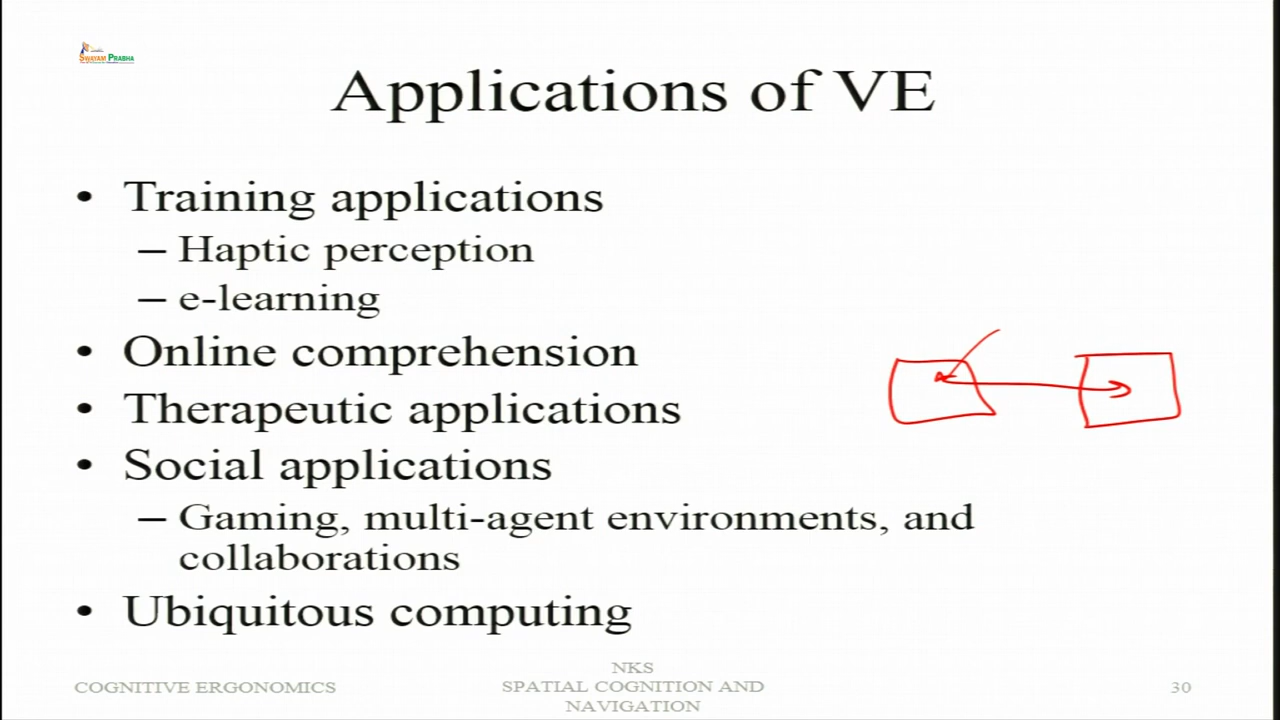 SWAYAM PRABHA
Applications of VE
• Training applications
– Haptic perception
– e-learning
• Online comprehension
• Therapeutic applications
• Social applications
– Gaming, multi-agent environments, and
collaborations
• Ubiquitous computing
COGNITIVE ERGONOMICS
NKS
SPATIAL COGNITION AND
NAVIGATION
30